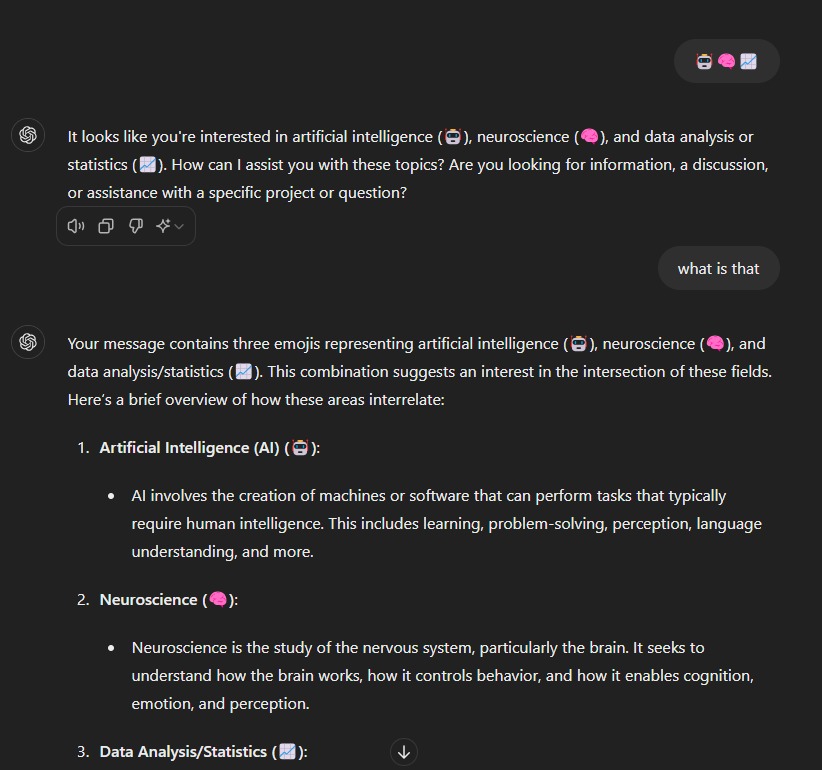 🤖🧠📈
It looks like you're interested in artificial intelligence (🤖), neuroscience (🧠), and data analysis or
statistics (📈). How can I assist you with these topics? Are you looking for information, a discussion,
or assistance with a specific project or question?
what is that
Your message contains three emojis representing artificial intelligence (🤖), neuroscience (🧠), and
data analysis/statistics (📈). This combination suggests an interest in the intersection of these fields.
Here's a brief overview of how these areas interrelate:
1. Artificial Intelligence (AI) (🤖):
• AI involves the creation of machines or software that can perform tasks that typically
require human intelligence. This includes learning, problem-solving, perception, language
understanding, and more.
2. Neuroscience (🧠):
• Neuroscience is the study of the nervous system, particularly the brain. It seeks to
understand how the brain works, how it controls behavior, and how it enables cognition,
emotion, and perception.
3. Data Analysis/Statistics (📈):